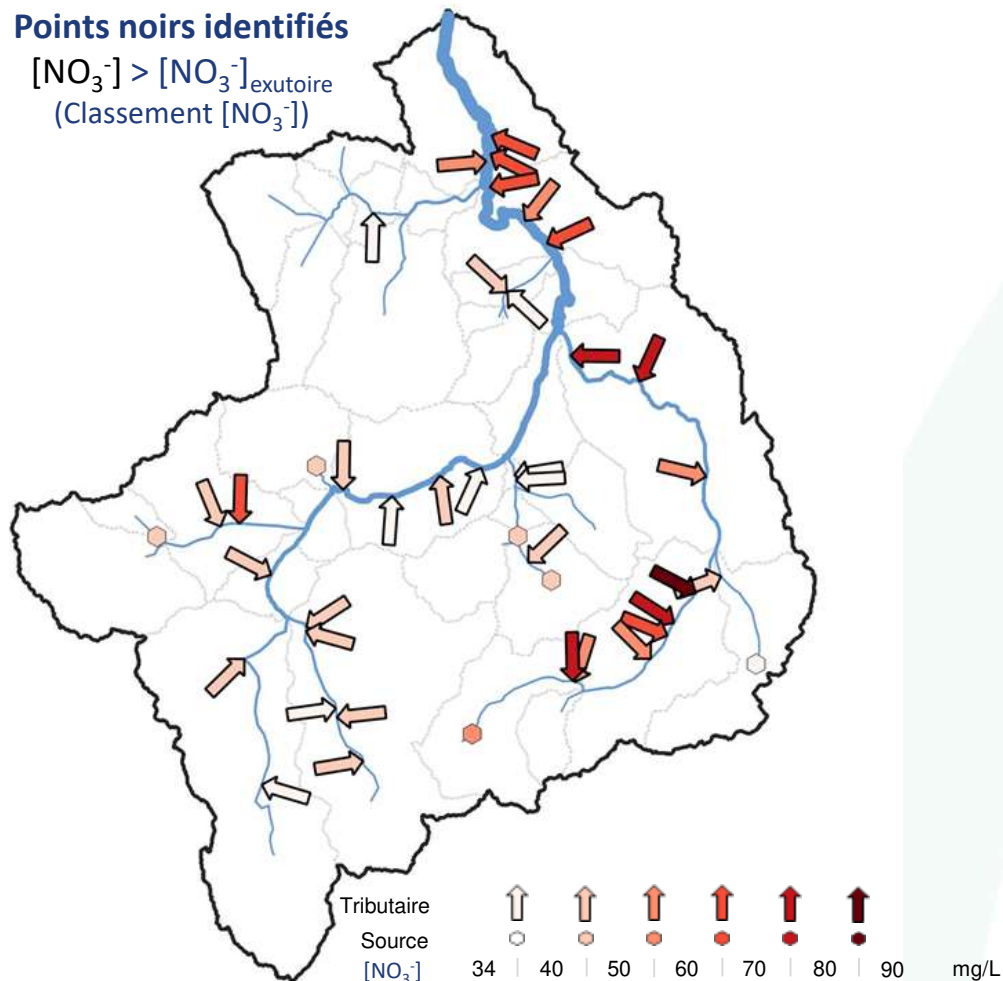 Points noirs identifiés
[NO₃⁻] > [NO₃⁻]exutoire
(Classement [NO₃⁻])
Tributaire
Source
[NO₃⁻] 34 | 40 | 50 | 60 | 70 | 80 | 90 mg/L